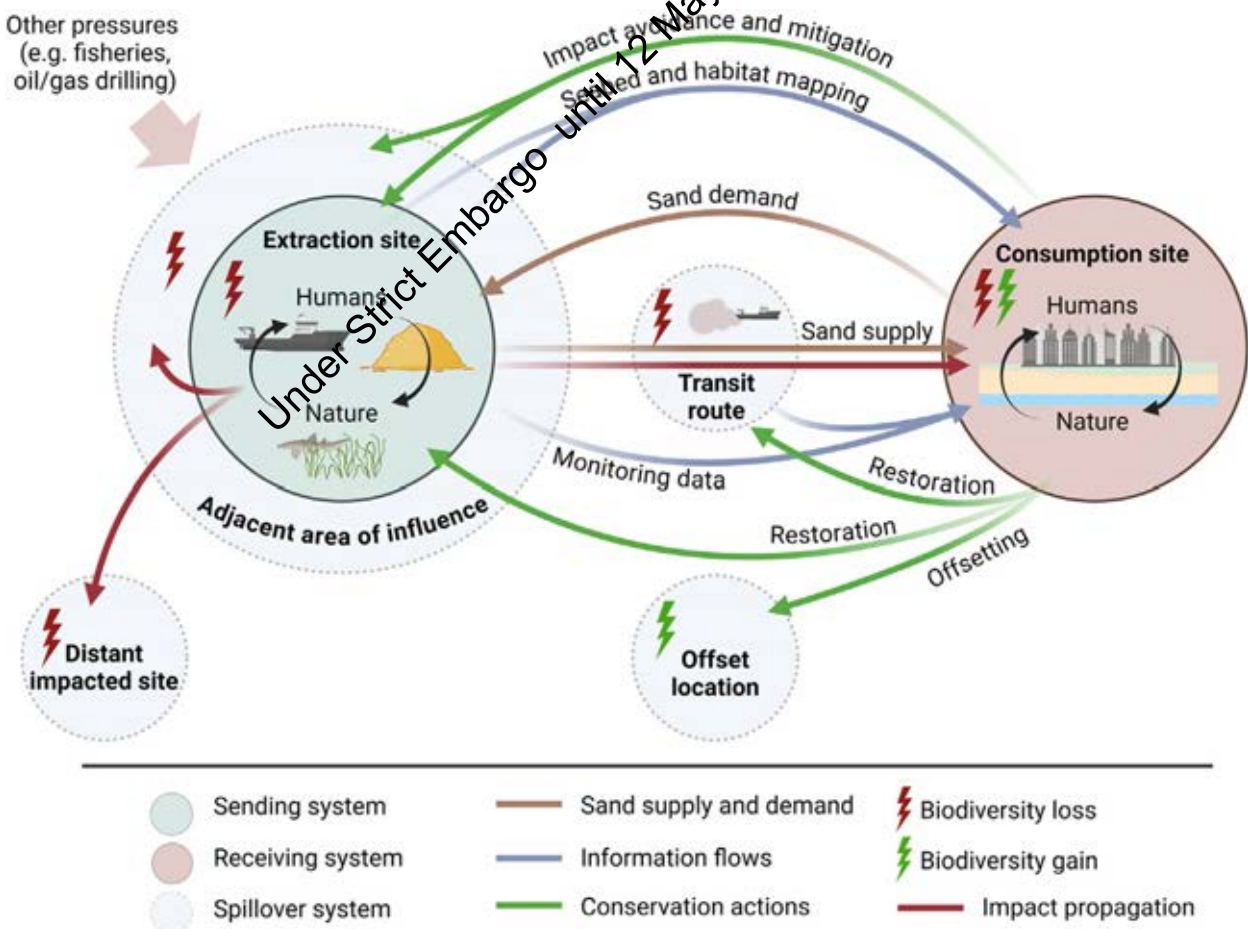 Other pressures
(e.g. fisheries,
oil/gas drilling)
Impact avoidance and mitigation
Seabed and habitat mapping
Under Strict Embargo until 12 May
Sand demand
Extraction site
Humans
Nature
Adjacent area of influence
Consumption site
Humans
Nature
Sand supply
Transit
route
Monitoring data
Restoration
Restoration
Offsetting
Distant
impacted site
Offset
location
Sending system
Receiving system
Spillover system
Sand supply and demand
Information flows
Conservation actions
Biodiversity loss
Biodiversity gain
Impact propagation